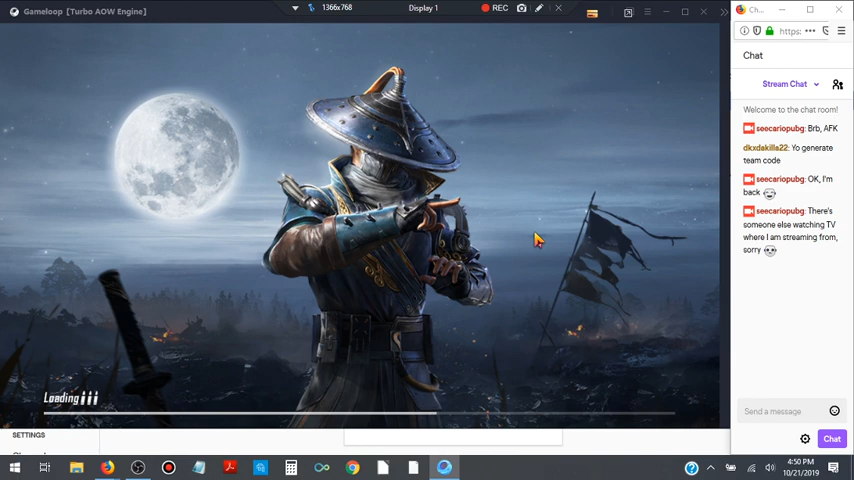 Gameloop [Turbo AOW Engine]
1366x768
Display 1
REC
Ch...
https:
Chat
Stream Chat
Welcome to the chat room!
seecariopubg: Brb, AFK
dkxdakilla22: Yo generate
team code
seecariopubg: OK, I'm
back
seecariopubg: There's
someone else watching TV
where I am streaming from,
sorry
Loading
SETTINGS
Send a message
Chat
4:50 PM
10/21/2019